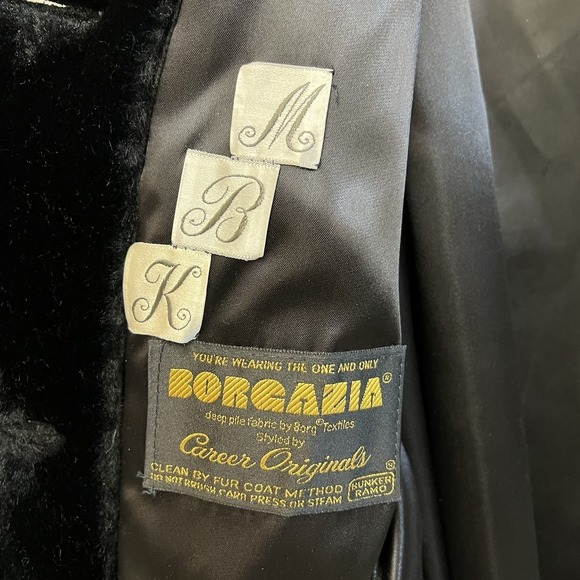 M
B
K
YOU'RE WEARING THE ONE AND ONLY
BORGAZIA®
deep pile fabric by Borg® Textiles
Styled by
Career Originals
CLEAN BY FUR COAT METHOD
DO NOT BRUSH, CARD PRESS OR STEAM
BUNKER
RAMO